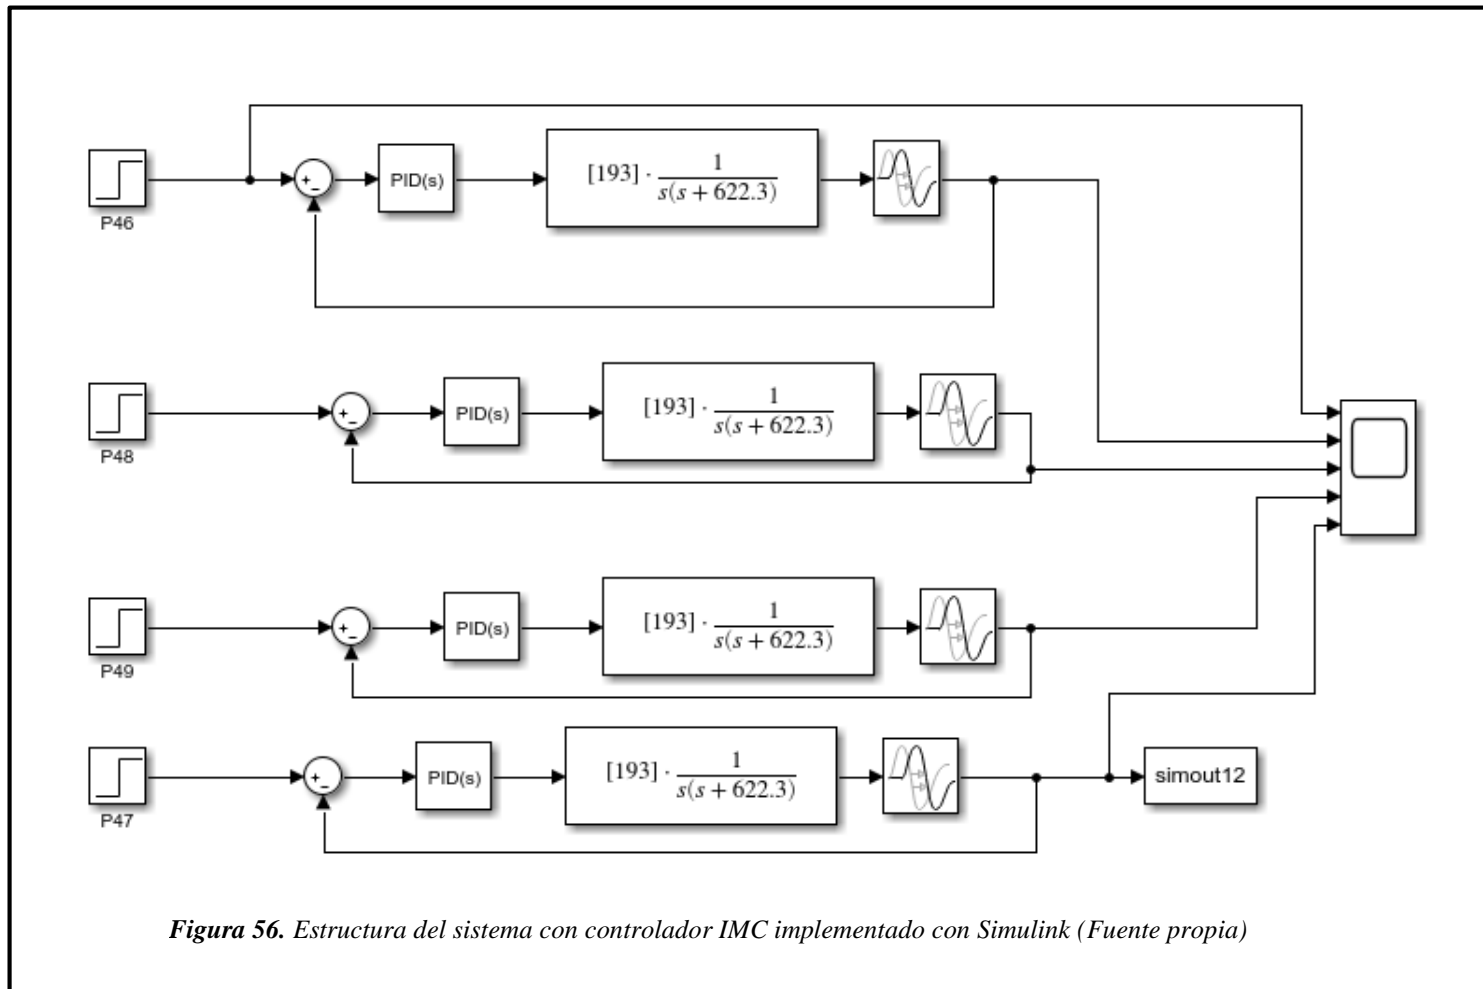 P46
+
-
PID(s)
[193] · 1
s(s + 622.3)
P48
+
-
PID(s)
[193] · 1
s(s + 622.3)
P49
+
-
PID(s)
[193] · 1
s(s + 622.3)
P47
+
-
PID(s)
[193] · 1
s(s + 622.3)
simout12
Figura 56. Estructura del sistema con controlador IMC implementado con Simulink (Fuente propia)